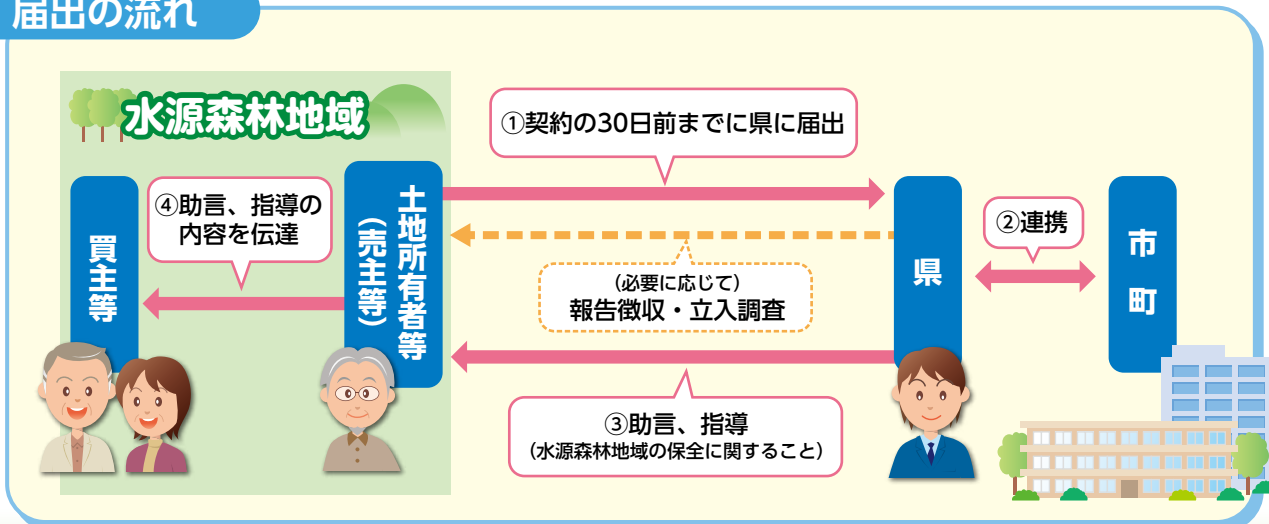 届出の流れ
水源森林地域
①契約の30日前までに県に届出
④助言、指導の
内容を伝達
買主等
土地所有者等
(売主等)
(必要に応じて)
報告徴収・立入調査
県
②連携
市町
③助言、指導
(水源森林地域の保全に関すること)